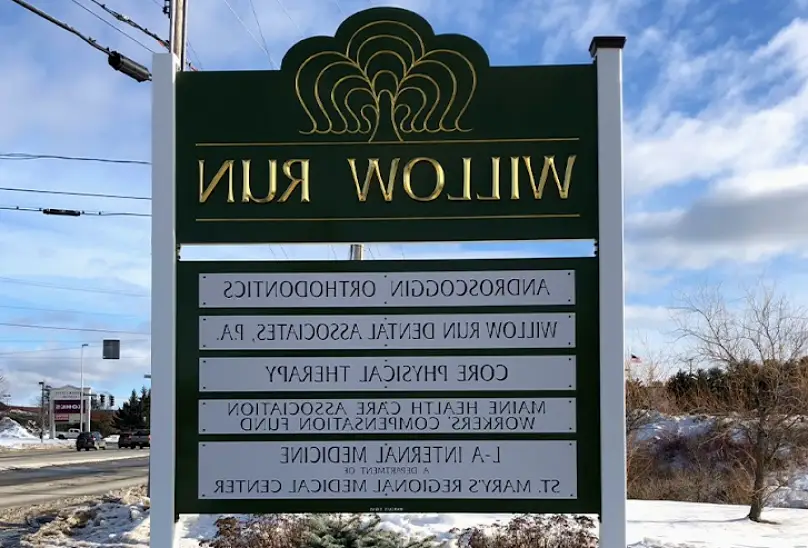 WILLOW RUN
ANDROSCOGGIN ORTHODONTICS
WILLOW RUN DENTAL ASSOCIATES, P.A.
CORE PHYSICAL THERAPY
MAINE HEALTH CARE ASSOCIATION
WORKERS' COMPENSATION FUND
L-A INTERNAL MEDICINE
A DEPARTMENT OF
ST. MARY'S REGIONAL MEDICAL CENTER